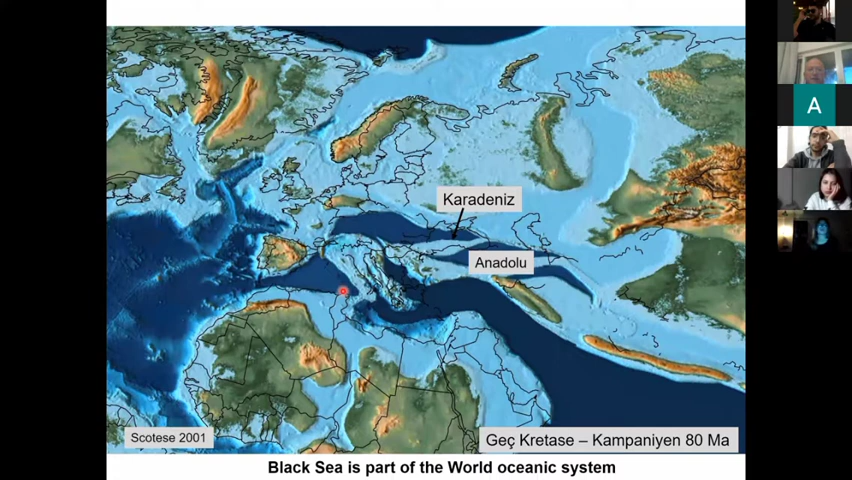 A
Karadeniz
Anadolu
Scotese 2001
Geç Kretase – Kampaniyen 80 Ma
Black Sea is part of the World oceanic system